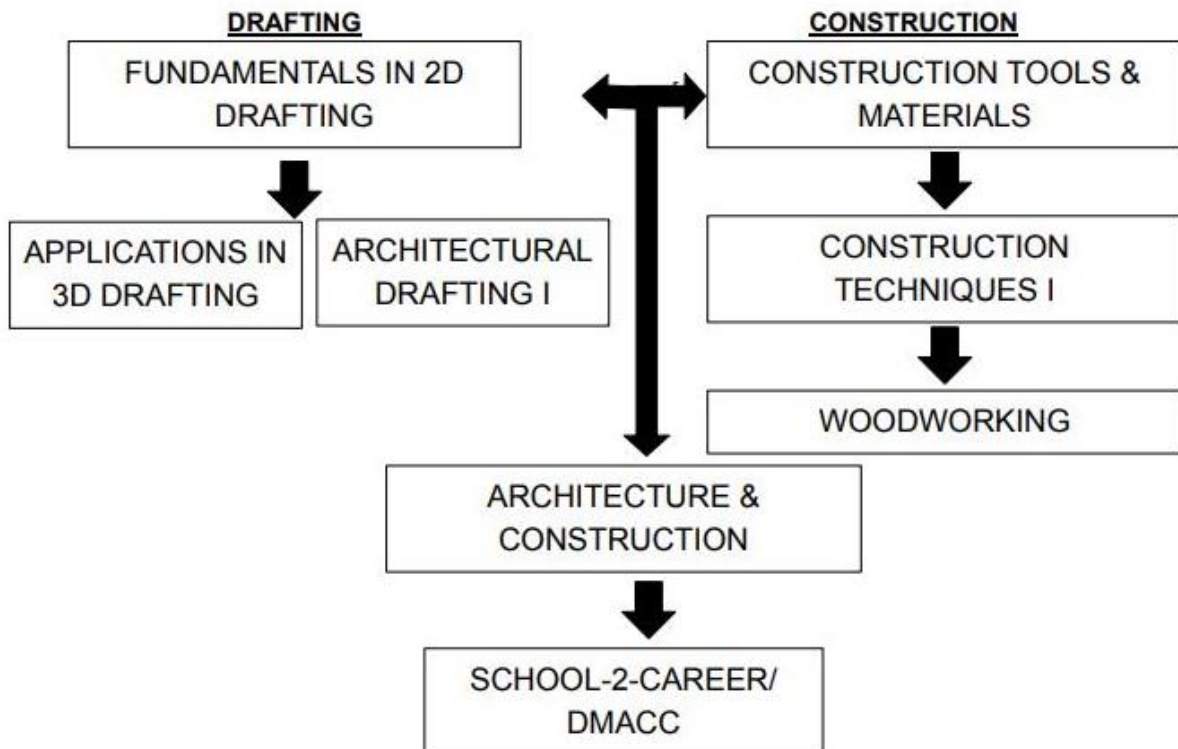 DRAFTING
CONSTRUCTION
FUNDAMENTALS IN 2D
DRAFTING
CONSTRUCTION TOOLS &
MATERIALS
APPLICATIONS IN
3D DRAFTING
ARCHITECTURAL
DRAFTING I
CONSTRUCTION
TECHNIQUES I
WOODWORKING
ARCHITECTURE &
CONSTRUCTION
SCHOOL-2-CAREER/
DMACC